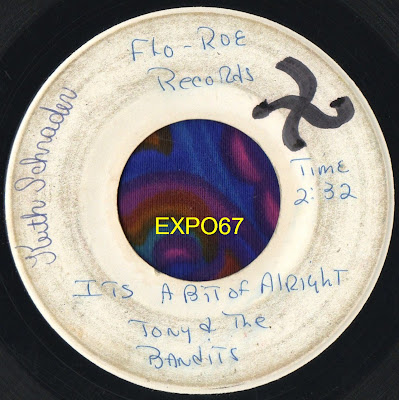 Flo-Roe
Records
Keith Schrader
Time
2:32
EXPO67
ITS A Bit of Alright
Tony & The
Bandits